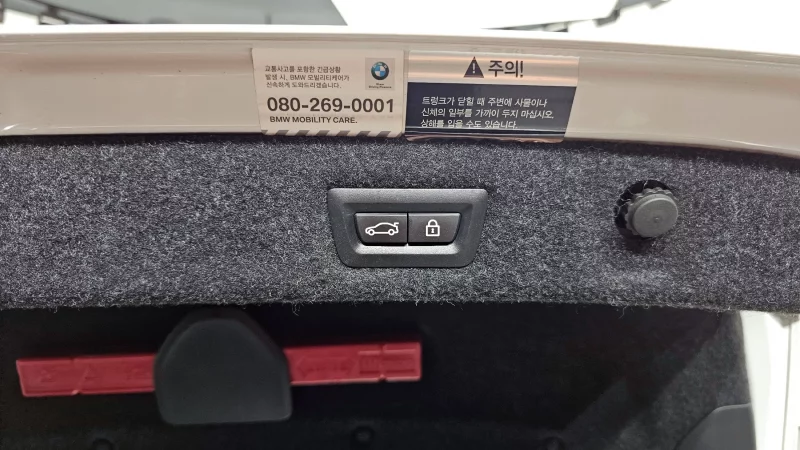 교통사고를 포함한 긴급상황
발생 시, BMW 모빌리티케어가
신속하게 도와드리겠습니다.
080-269-0001
BMW MOBILITY CARE.
주의!
트렁크가 닫힐 때 주변에 사물이나
신체의 일부를 가까이 두지 마십시오.
상해를 입을 수도 있습니다.